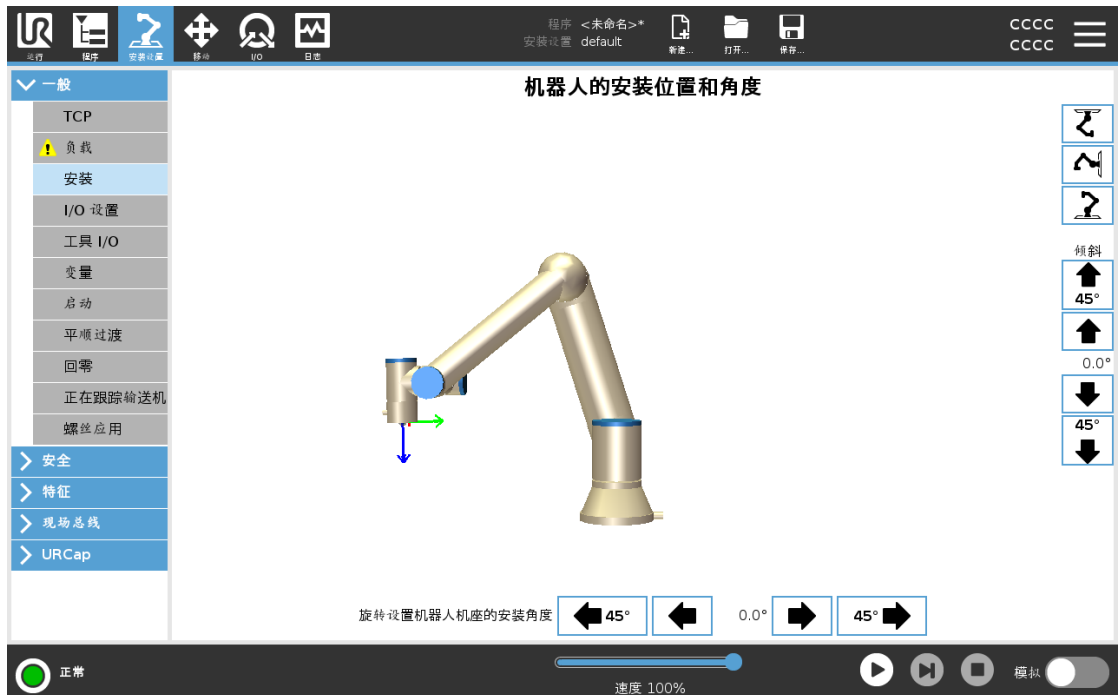 UR
运行
程序
安装设置
移动
I/O
日志
程序 <未命名>*
安装设置 default
新建...
打开...
保存...
cccc
cccc
一般
TCP
负载
安装
I/O 设置
工具 I/O
变量
启动
平顺过渡
回零
正在跟踪输送机
螺丝应用
安全
特征
现场总线
URCap
机器人的安装位置和角度
倾斜
45°
0.0°
45°
旋转设置机器人机座的安装角度
45°
0.0°
45°
正常
速度 100%
模拟